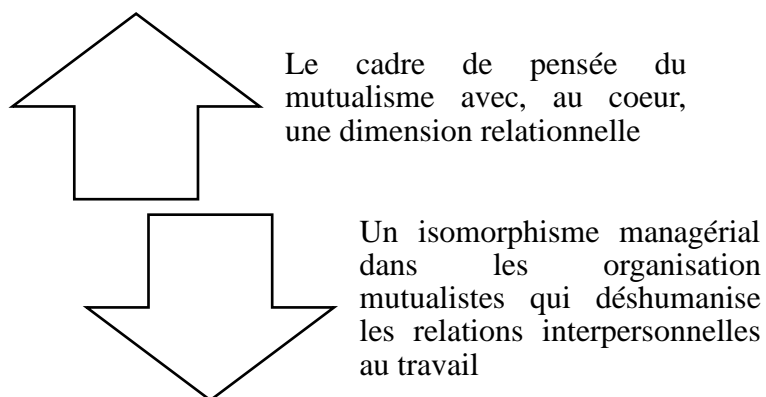 Le cadre de pensée du
mutualisme avec, au coeur,
une dimension relationnelle
Un isomorphisme managérial
dans les organisation
mutualistes qui déshumanise
les relations interpersonnelles
au travail